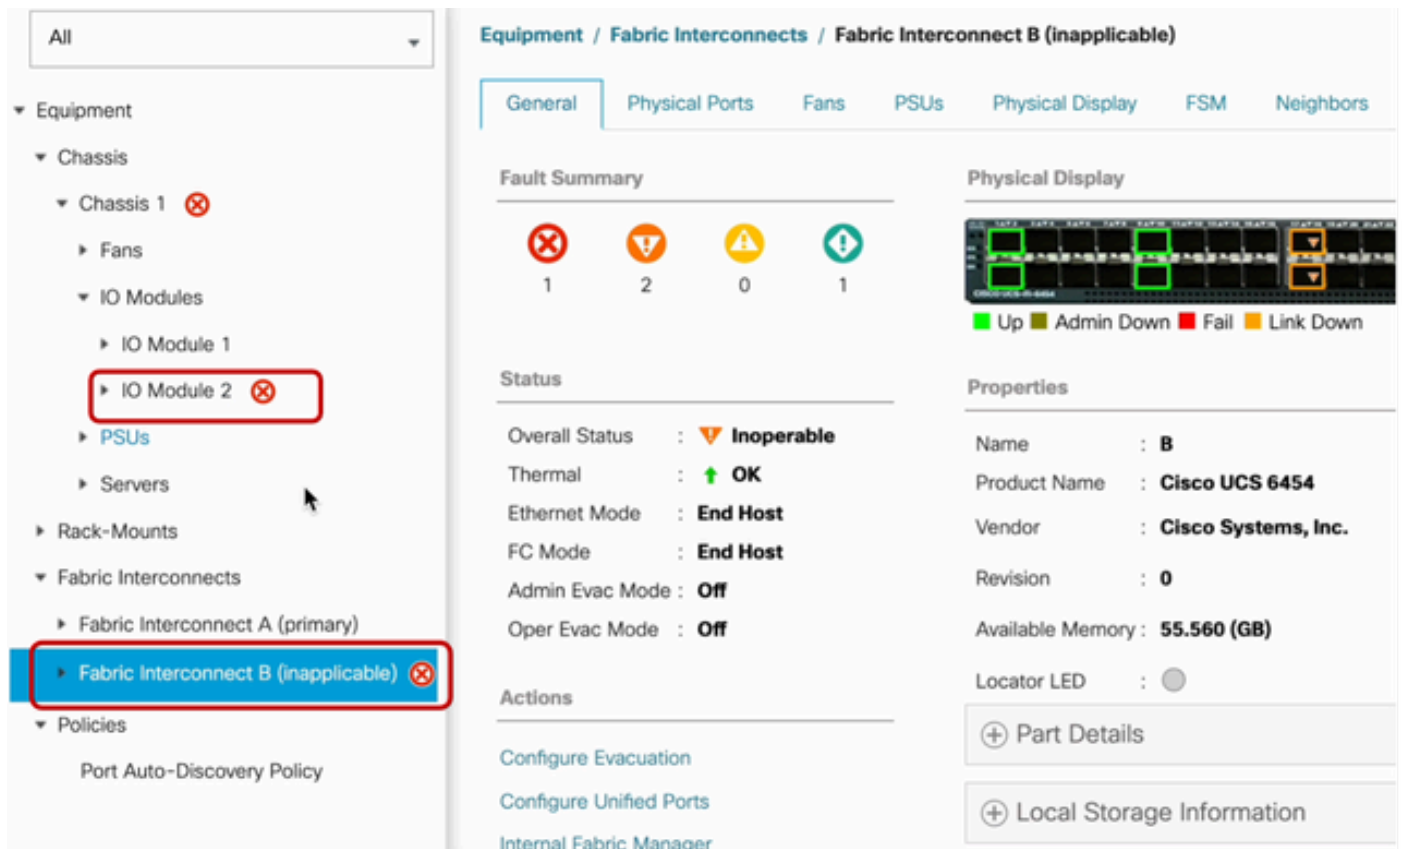 All
Equipment
Chassis
Chassis 1
Fans
IO Modules
IO Module 1
IO Module 2
PSUs
Servers
Rack-Mounts
Fabric Interconnects
Fabric Interconnect A (primary)
Fabric Interconnect B (inapplicable)
Policies
Port Auto-Discovery Policy
Equipment / Fabric Interconnects / Fabric Interconnect B (inapplicable)
General Physical Ports Fans PSUs Physical Display FSM Neighbors
Fault Summary
1 2 0 1
Status
Overall Status : Inoperable
Thermal : OK
Ethernet Mode : End Host
FC Mode : End Host
Admin Evac Mode : Off
Oper Evac Mode : Off
Actions
Configure Evacuation
Configure Unified Ports
Internal Fabric Manager
Physical Display
Up Admin Down Fail Link Down
Properties
Name : B
Product Name : Cisco UCS 6454
Vendor : Cisco Systems, Inc.
Revision : 0
Available Memory : 55.560 (GB)
Locator LED :
Part Details
Local Storage Information